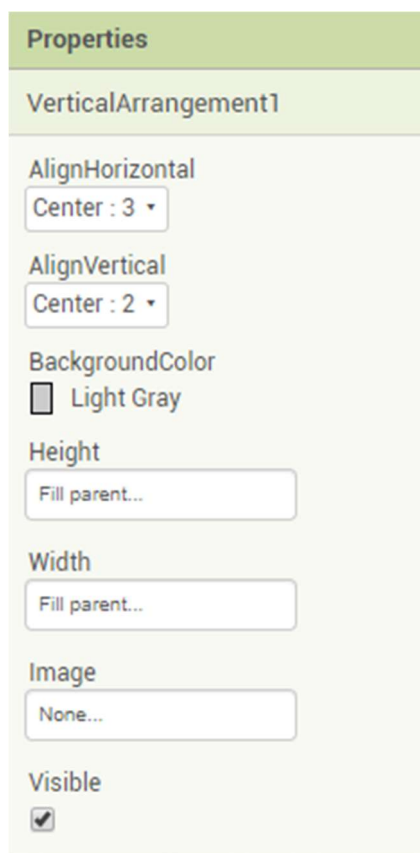 Properties
VerticalArrangement1
AlignHorizontal
Center : 3
AlignVertical
Center : 2
BackgroundColor
Light Gray
Height
Fill parent...
Width
Fill parent...
Image
None...
Visible